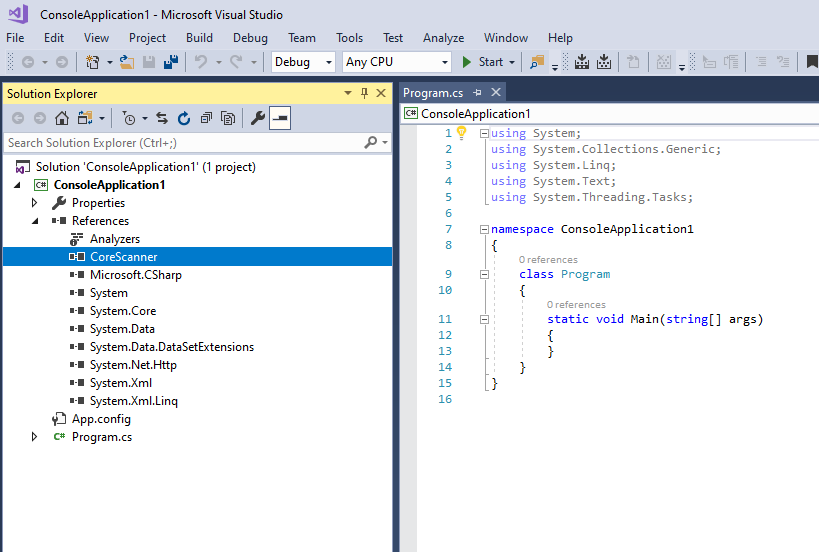 ConsoleApplication1 - Microsoft Visual Studio
File Edit View Project Build Debug Team Tools Test Analyze Window Help
Debug Any CPU Start
Solution Explorer
Search Solution Explorer (Ctrl+;)
Solution 'ConsoleApplication1' (1 project)
C# ConsoleApplication1
Properties
References
Analyzers
CoreScanner
Microsoft.CSharp
System
System.Core
System.Data
System.Data.DataSetExtensions
System.Net.Http
System.Xml
System.Xml.Linq
App.config
C# Program.cs
Program.cs
C# ConsoleApplication1
1 using System;
2 using System.Collections.Generic;
3 using System.Linq;
4 using System.Text;
5 using System.Threading.Tasks;
6
7 namespace ConsoleApplication1
8 {
0 references
9 class Program
10 {
0 references
11 static void Main(string[] args)
12 {
13 }
14 }
15 }
16